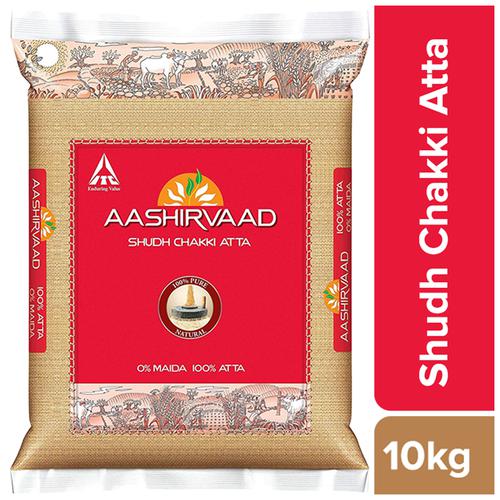 ITC
Enduring Value
AASHIRVAAD
SHUDH CHAKKI ATTA
100% PURE
NATURAL
0% MAIDA 100% ATTA
AASHIRVAAD
100% ATTA
0% MAIDA
AASHIRVAAD
100% ATTA
0% MAIDA
Shudh Chakki Atta
10kg